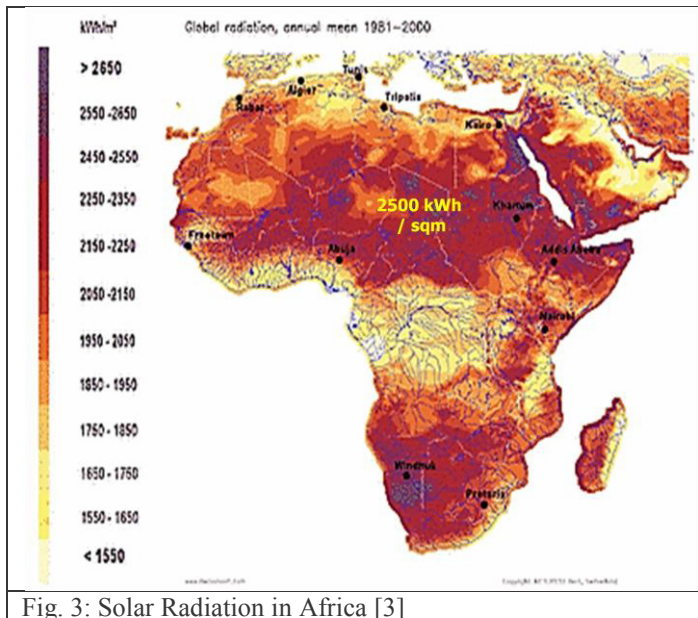 kWh/m²
Global radiation, annual mean 1981-2000
> 2650
2550 -2650
2450 -2550
2250 -2350
2150 -2250
2050 -2150
1950 - 2050
1850 - 1950
1750 - 1850
1650 - 1750
1550 - 1650
< 1550
Tunis
Algier
Rabat
Tripolis
Kairo
2500 kWh
/ sqm
Khartum
Freetown
Abuja
Addis Abeba
Nairobi
Windhuk
Pretoria
Fig. 3: Solar Radiation in Africa [3]